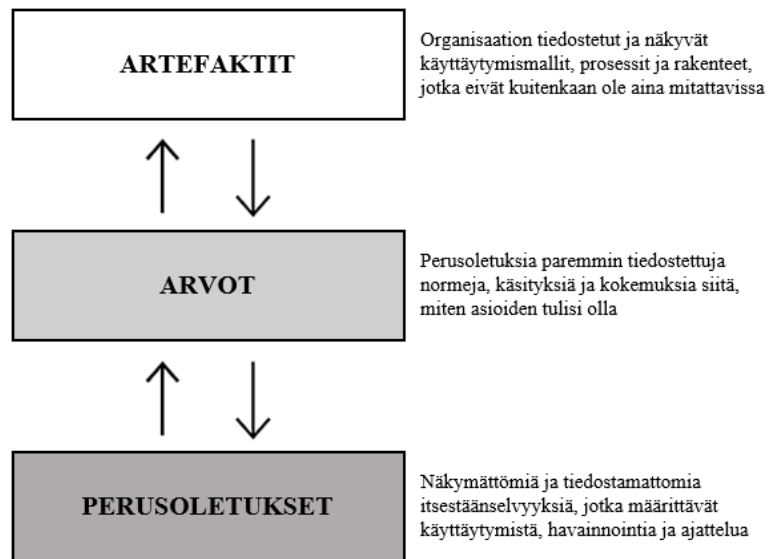 ARTEFAKTIT
Organisaation tiedostetut ja näkyvät
käyttäytymismallit, prosessit ja rakenteet,
jotka eivät kuitenkaan ole aina mitattavissa
ARVOT
Perusoletuksia paremmin tiedostettuja
normeja, käsityksiä ja kokemuksia siitä,
miten asioiden tulisi olla
PERUSOLETUKSET
Näkymättömiä ja tiedostamattomia
itsestäänselvyyksiä, jotka määrittävät
käyttäytymistä, havainnointia ja ajattelua